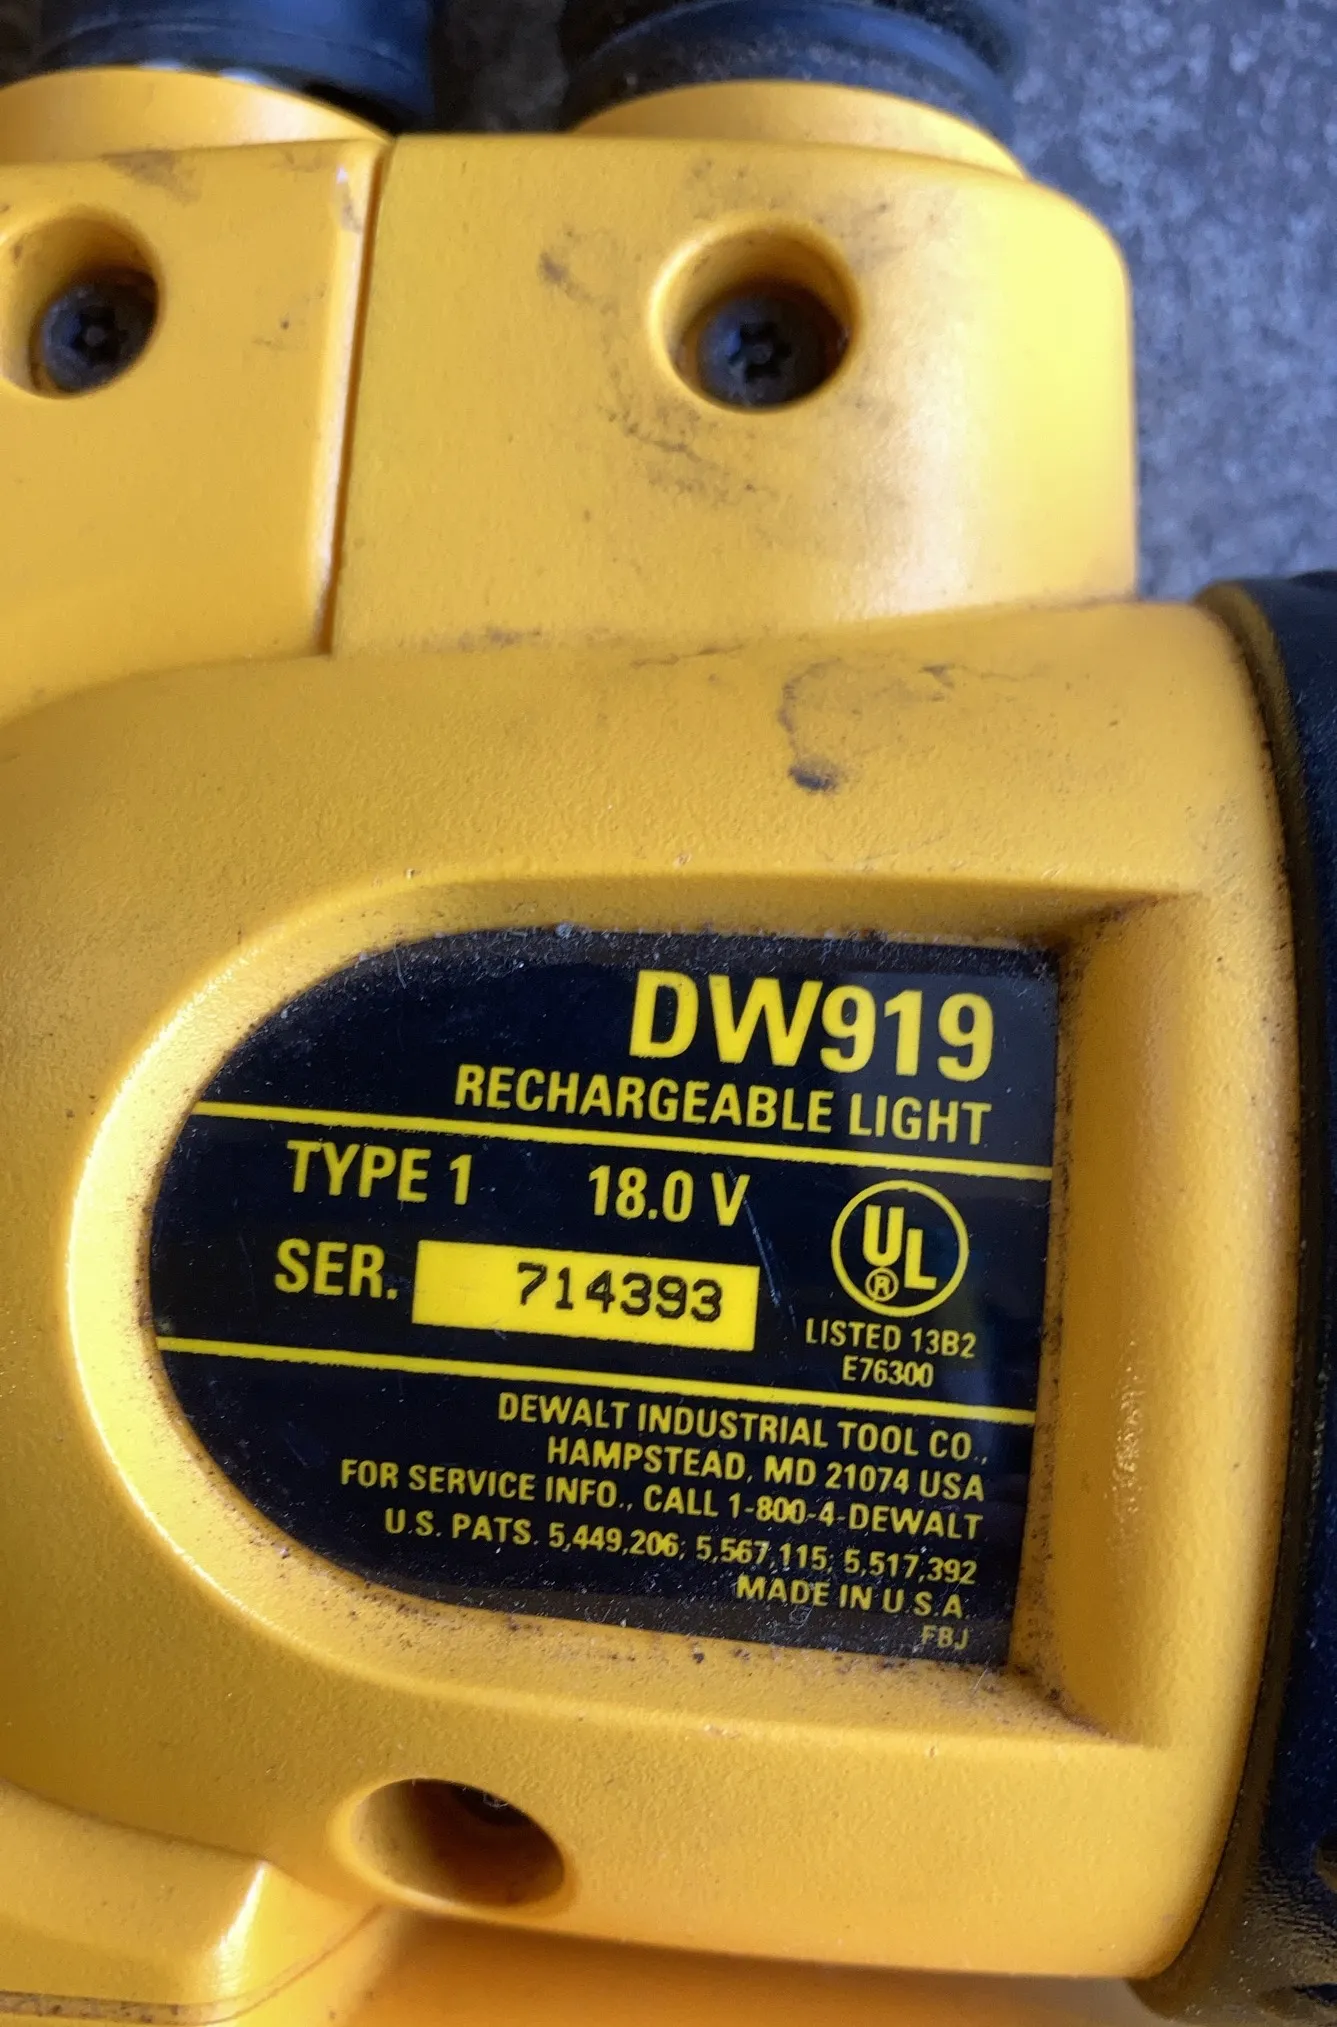 DW919
RECHARGEABLE LIGHT
TYPE 1 18.0 V
SER. 714393
UL
®
LISTED 13B2
E76300
DEWALT INDUSTRIAL TOOL CO.,
HAMPSTEAD, MD 21074 USA
FOR SERVICE INFO., CALL 1-800-4-DEWALT
U.S. PATS. 5,449,206; 5,567,115; 5,517,392
MADE IN U.S.A.
FBJ